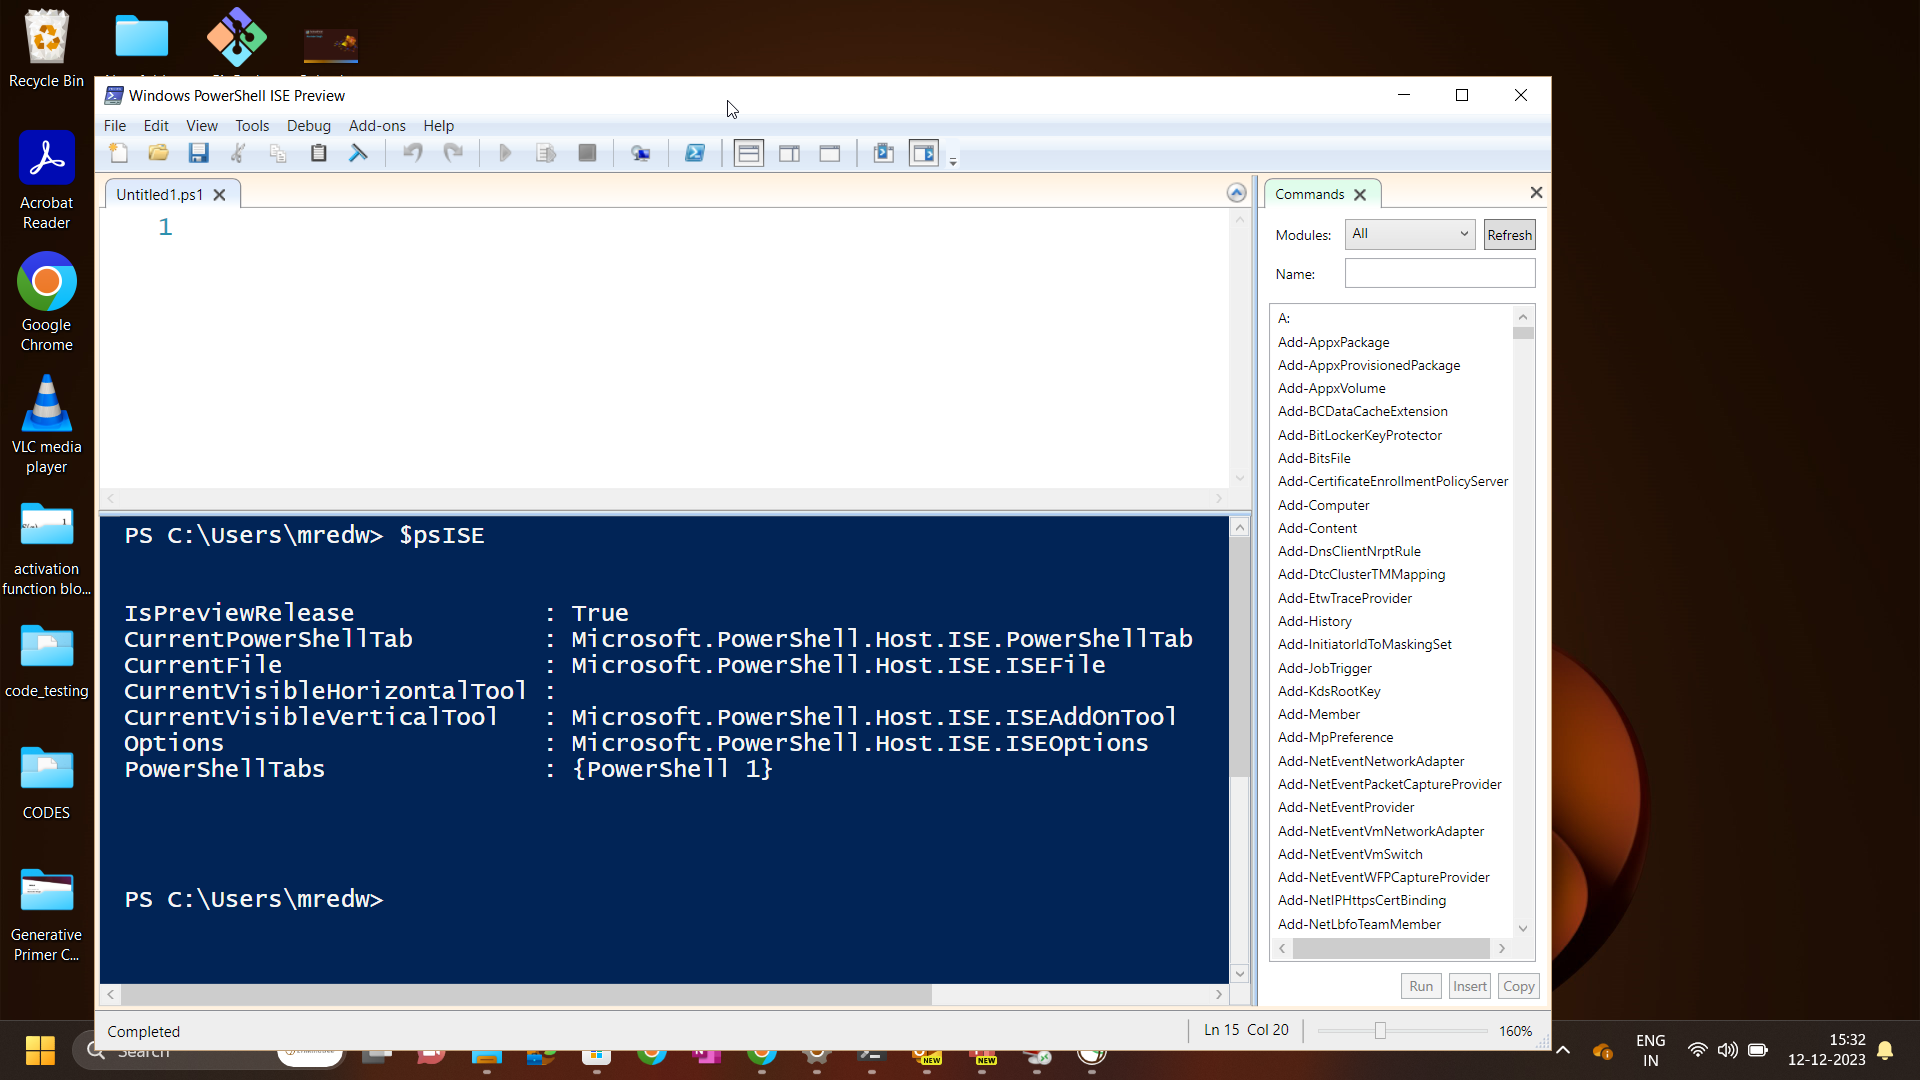 Recycle Bin
Acrobat
Reader
Google
Chrome
VLC media
player
activation
function blo...
code_testing
CODES
Generative
Primer C...
Windows PowerShell ISE Preview
File Edit View Tools Debug Add-ons Help
Untitled1.ps1
1
PS C:\Users\mredw> $psISE
IsPreviewRelease : True
CurrentPowerShellTab : Microsoft.PowerShell.Host.ISE.PowerShellTab
CurrentFile : Microsoft.PowerShell.Host.ISE.ISEFile
CurrentVisibleHorizontalTool :
CurrentVisibleVerticalTool : Microsoft.PowerShell.Host.ISE.ISEAddOnTool
Options : Microsoft.PowerShell.Host.ISE.ISEOptions
PowerShellTabs : {PowerShell 1}
PS C:\Users\mredw>
Commands
Modules: All Refresh
Name:
A:
Add-AppxPackage
Add-AppxProvisionedPackage
Add-AppxVolume
Add-BCDataCacheExtension
Add-BitLockerKeyProtector
Add-BitsFile
Add-CertificateEnrollmentPolicyServer
Add-Computer
Add-Content
Add-DnsClientNrptRule
Add-DtcClusterTMMapping
Add-EtwTraceProvider
Add-History
Add-InitiatorIdToMaskingSet
Add-JobTrigger
Add-KdsRootKey
Add-Member
Add-MpPreference
Add-NetEventNetworkAdapter
Add-NetEventPacketCaptureProvider
Add-NetEventProvider
Add-NetEventVmNetworkAdapter
Add-NetEventVmSwitch
Add-NetEventWFPCaptureProvider
Add-NetIPHttpsCertBinding
Add-NetLbfoTeamMember
Run Insert Copy
Completed
Ln 15 Col 20
160%
Search
NEW
NEW
ENG
IN
15:32
12-12-2023